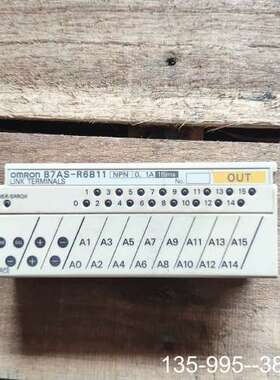 omron B7AS-R6B11 NPN 0.1A 19ms No. OUT
LINK TERMINALS
1 3 5 7 9 11 13 15
0 2 4 6 8 10 12 14
A1 A3 A5 A7 A9 A11 A13 A15
A0 A2 A4 A6 A8 A10 A12 A14
135-995--38